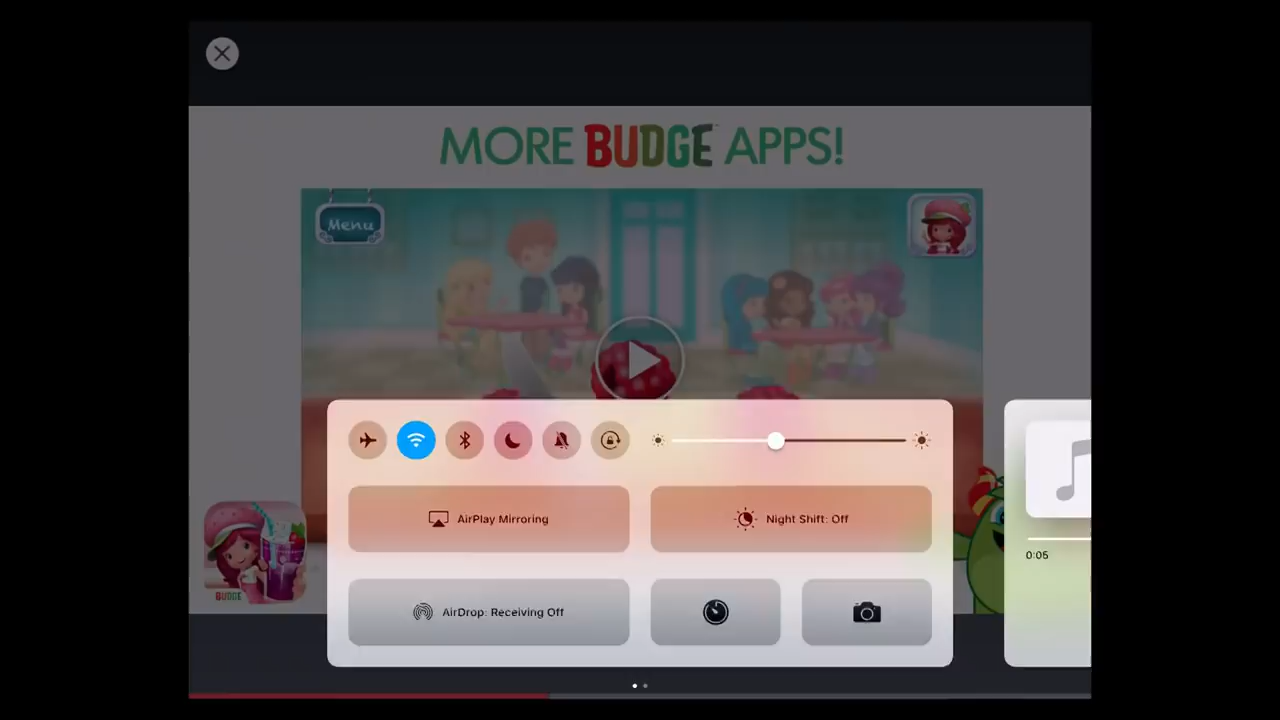 MORE BUDGE APPS!
Menu
AirPlay Mirroring
Night Shift: Off
0:05
AirDrop: Receiving Off
BUDGE